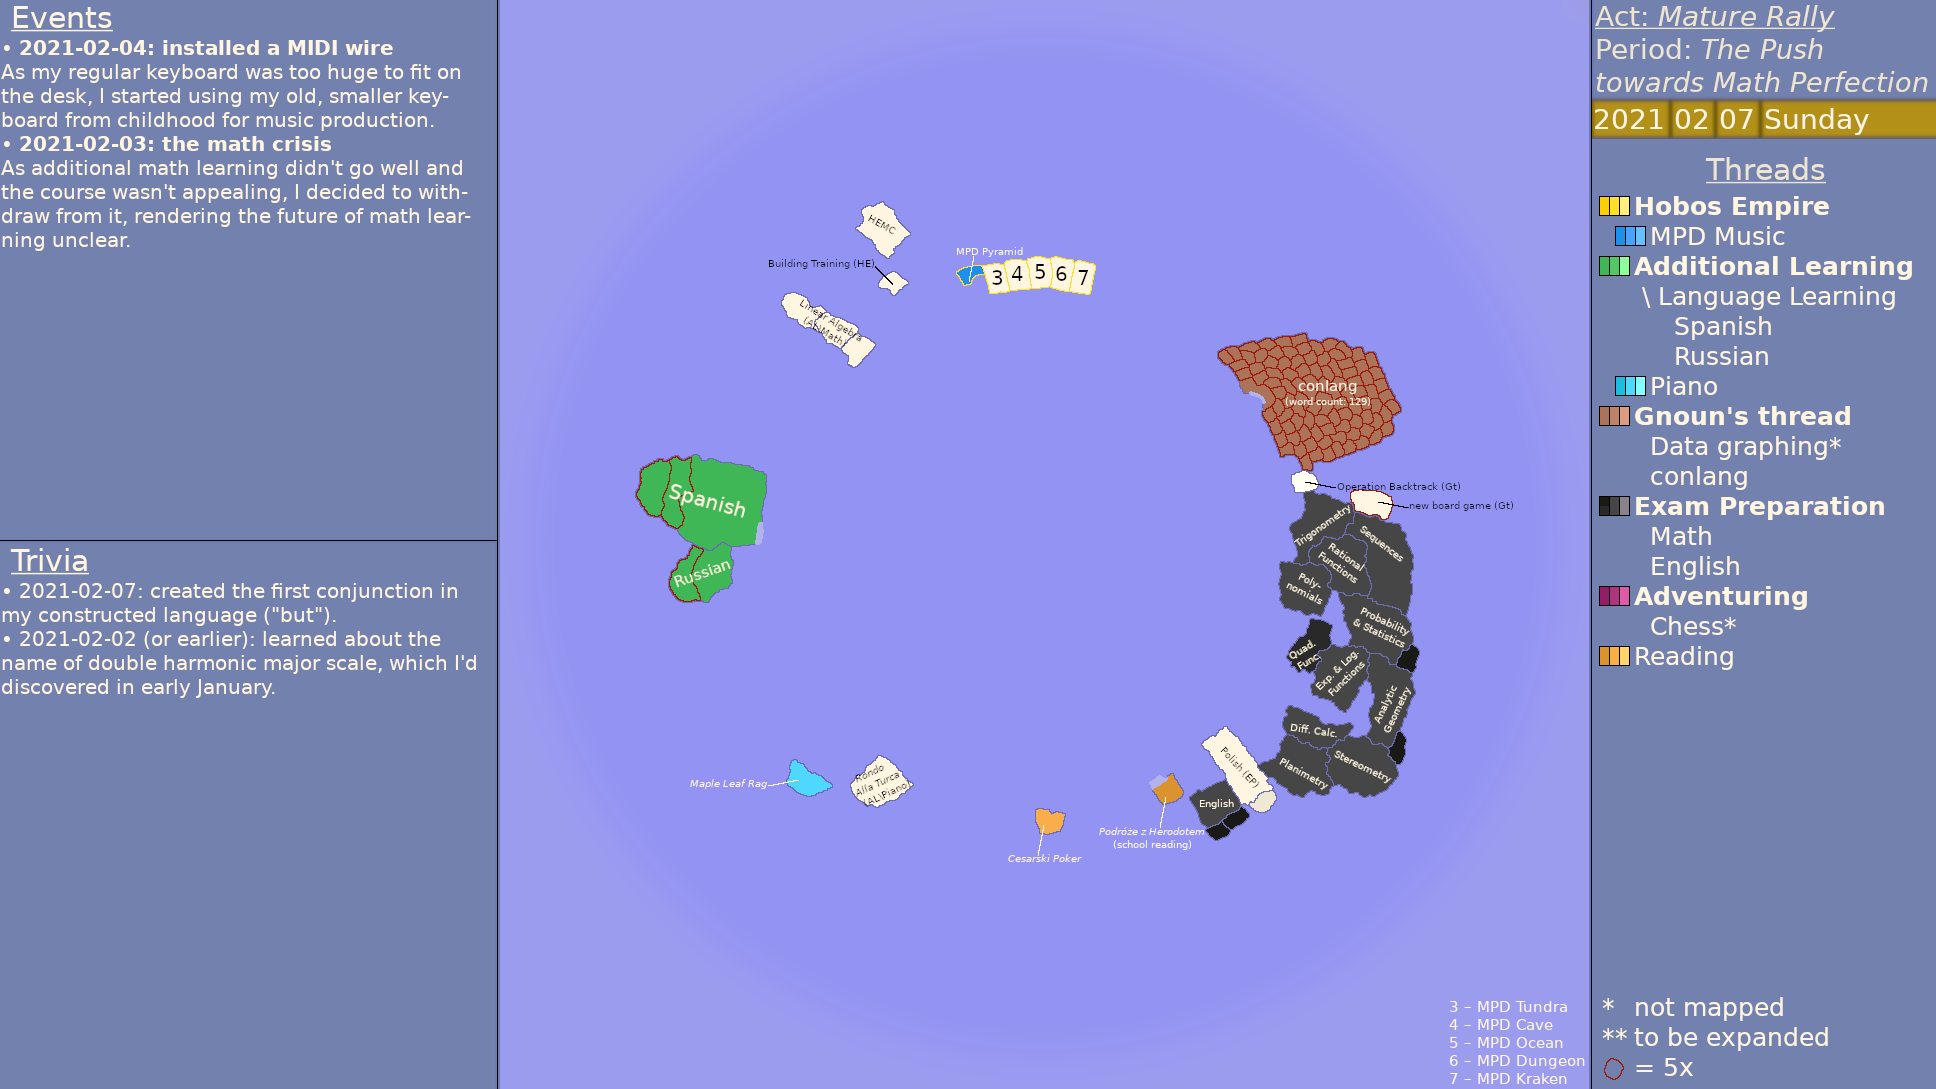 Events
• 2021-02-04: installed a MIDI wire
As my regular keyboard was too huge to fit on
the desk, I started using my old, smaller key-
board from childhood for music production.
• 2021-02-03: the math crisis
As additional math learning didn't go well and
the course wasn't appealing, I decided to with-
draw from it, rendering the future of math lear-
ning unclear.
Trivia
• 2021-02-07: created the first conjunction in
my constructed language ("but").
• 2021-02-02 (or earlier): learned about the
name of double harmonic major scale, which I'd
discovered in early January.
HEMC
Building Training (HE)
MPD Pyramid
3 4 5 6 7
Linear Algebra
(AL\Math)
conlang
(word count: 129)
Operation Backtrack (Gt)
new board game (Gt)
Spanish
Russian
Trigonometry
Sequences
Rational
Functions
Poly-
nomials
Probability
& Statistics
Quad.
Func.
Exp. & Log.
Functions
Analytic
Geometry
Diff. Calc.
Planimetry
Stereometry
Polish (EP)
English
Maple Leaf Rag
Rondo
Alla Turca
(AL\Piano)
Cesarski Poker
Podróże z Herodotem
(school reading)
3 – MPD Tundra
4 – MPD Cave
5 – MPD Ocean
6 – MPD Dungeon
7 – MPD Kraken
Act: Mature Rally
Period: The Push
towards Math Perfection
2021 02 07 Sunday
Threads
Hobos Empire
MPD Music
Additional Learning
\ Language Learning
Spanish
Russian
Piano
Gnoun's thread
Data graphing*
conlang
Exam Preparation
Math
English
Adventuring
Chess*
Reading
* not mapped
** to be expanded
= 5x